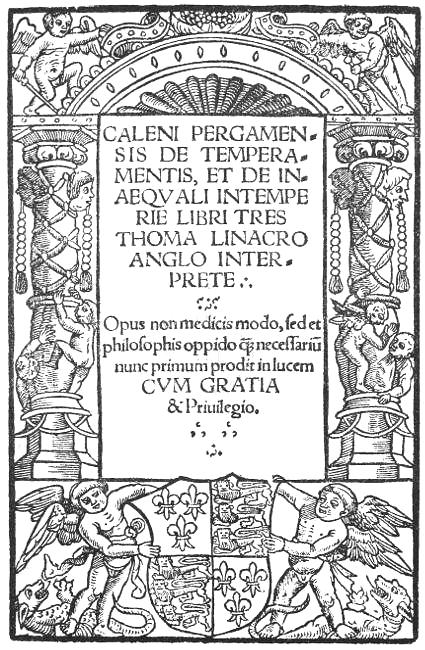 GALENI PERGAMEN-
SIS DE TEMPERA-
MENTIS, ET DE IN-
AEQVALI INTEMPE
RIE LIBRI TRES
THOMA LINACRO
ANGLO INTER-
PRETE.
Opus non medicis modo, sed et
philosophis oppido ꝙ̃ necessariũ
nunc primum prodit in lucem
CVM GRATIA
& Priuilegio.